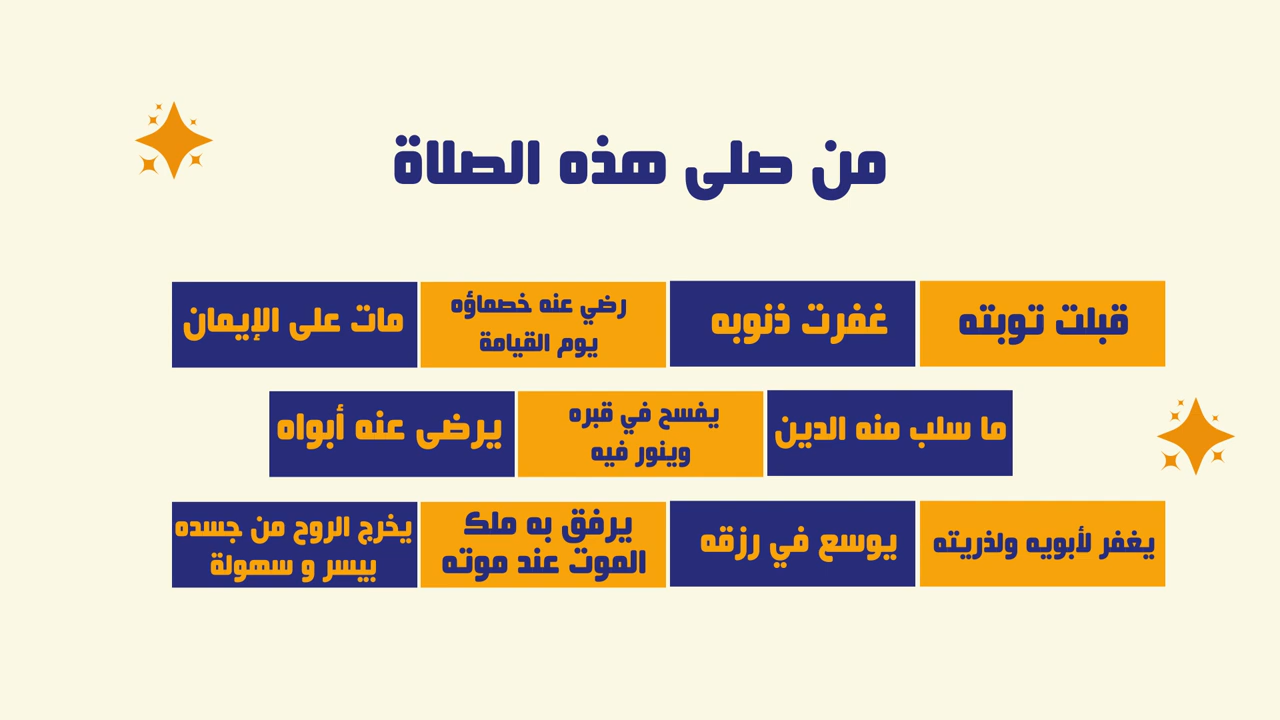 من صلى هذه الصلاة
قبلت توبته
غفرت ذنوبه
رضي عنه خصماؤه
يوم القيامة
مات على الإيمان
ما سلب منه الدين
يفسح في قبره
وينور فيه
يرضى عنه أبواه
يغفر لأبويه ولذريته
يوسع في رزقه
يرفق به ملك
الموت عند موته
يخرج الروح من جسده
بيسر و سهولة